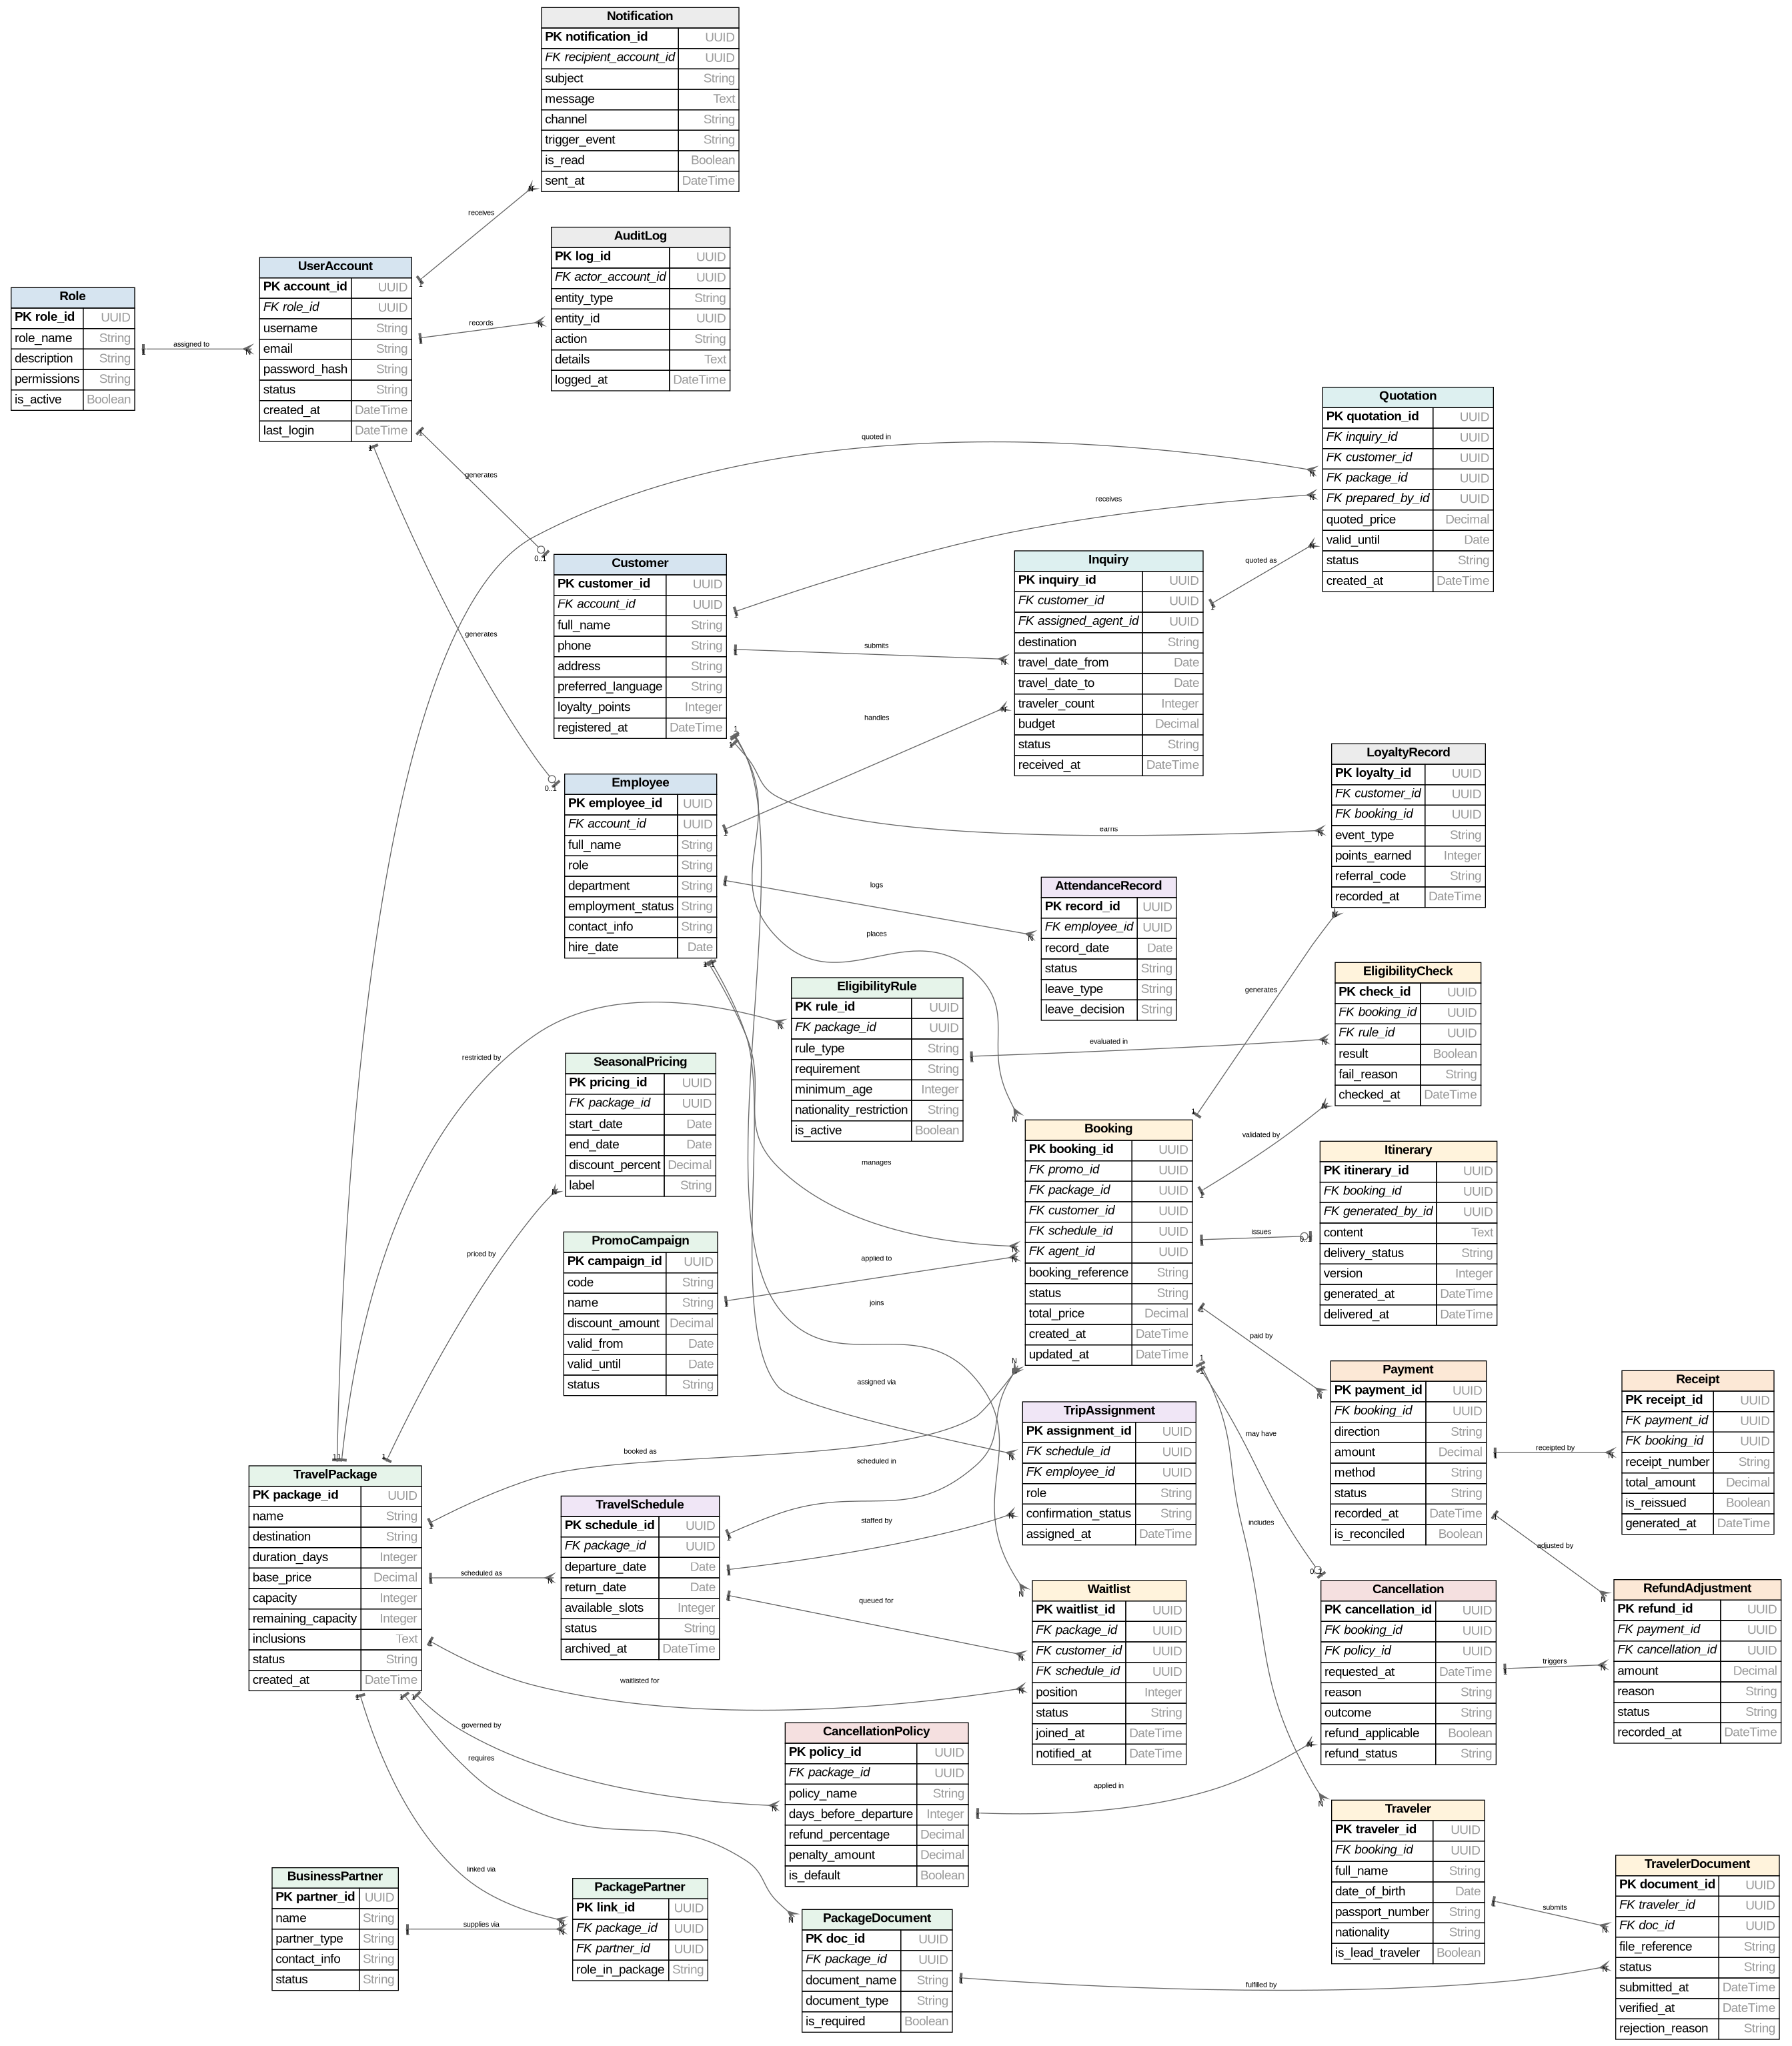 Notification
PK notification_id UUID
FK recipient_account_id UUID
subject String
message Text
channel String
trigger_event String
is_read Boolean
sent_at DateTime
receives
AuditLog
PK log_id UUID
FK actor_account_id UUID
entity_type String
entity_id UUID
action String
details Text
logged_at DateTime
records
UserAccount
PK account_id UUID
FK role_id UUID
username String
email String
password_hash String
status String
created_at DateTime
last_login DateTime
Role
PK role_id UUID
role_name String
description String
permissions String
is_active Boolean
assigned to
generates
generates
0..1
0..1
Quotation
PK quotation_id UUID
FK inquiry_id UUID
FK customer_id UUID
FK package_id UUID
FK prepared_by_id UUID
quoted_price Decimal
valid_until Date
status String
created_at DateTime
quoted in
receives
quoted as
Customer
PK customer_id UUID
FK account_id UUID
full_name String
phone String
address String
preferred_language String
loyalty_points Integer
registered_at DateTime
submits
Inquiry
PK inquiry_id UUID
FK customer_id UUID
FK assigned_agent_id UUID
destination String
travel_date_from Date
travel_date_to Date
traveler_count Integer
budget Decimal
status String
received_at DateTime
handles
Employee
PK employee_id UUID
FK account_id UUID
full_name String
role String
department String
employment_status String
contact_info String
hire_date Date
earns
LoyaltyRecord
PK loyalty_id UUID
FK customer_id UUID
FK booking_id UUID
event_type String
points_earned Integer
referral_code String
recorded_at DateTime
logs
places
AttendanceRecord
PK record_id UUID
FK employee_id UUID
record_date Date
status String
leave_type String
leave_decision String
generates
EligibilityRule
PK rule_id UUID
FK package_id UUID
rule_type String
requirement String
minimum_age Integer
nationality_restriction String
is_active Boolean
restricted by
evaluated in
EligibilityCheck
PK check_id UUID
FK booking_id UUID
FK rule_id UUID
result Boolean
fail_reason String
checked_at DateTime
validated by
SeasonalPricing
PK pricing_id UUID
FK package_id UUID
start_date Date
end_date Date
discount_percent Decimal
label String
priced by
manages
Booking
PK booking_id UUID
FK promo_id UUID
FK package_id UUID
FK customer_id UUID
FK schedule_id UUID
FK agent_id UUID
booking_reference String
status String
total_price Decimal
created_at DateTime
updated_at DateTime
issues
Itinerary
PK itinerary_id UUID
FK booking_id UUID
FK generated_by_id UUID
content Text
delivery_status String
version Integer
generated_at DateTime
delivered_at DateTime
PromoCampaign
PK campaign_id UUID
code String
name String
discount_amount Decimal
valid_from Date
valid_until Date
status String
applied to
joins
assigned via
paid by
Payment
PK payment_id UUID
FK booking_id UUID
direction String
amount Decimal
method String
status String
recorded_at DateTime
is_reconciled Boolean
receipted by
Receipt
PK receipt_id UUID
FK payment_id UUID
FK booking_id UUID
receipt_number String
total_amount Decimal
is_reissued Boolean
generated_at DateTime
may have
includes
adjusted by
TripAssignment
PK assignment_id UUID
FK schedule_id UUID
FK employee_id UUID
role String
confirmation_status String
assigned_at DateTime
booked as
scheduled in
staffed by
TravelPackage
PK package_id UUID
name String
destination String
duration_days Integer
base_price Decimal
capacity Integer
remaining_capacity Integer
inclusions Text
status String
created_at DateTime
scheduled as
TravelSchedule
PK schedule_id UUID
FK package_id UUID
departure_date Date
return_date Date
available_slots Integer
status String
archived_at DateTime
queued for
waitlisted for
Waitlist
PK waitlist_id UUID
FK package_id UUID
FK customer_id UUID
FK schedule_id UUID
position Integer
status String
joined_at DateTime
notified_at DateTime
Cancellation
PK cancellation_id UUID
FK booking_id UUID
FK policy_id UUID
requested_at DateTime
reason String
outcome String
refund_applicable Boolean
refund_status String
triggers
RefundAdjustment
PK refund_id UUID
FK payment_id UUID
FK cancellation_id UUID
amount Decimal
reason String
status String
recorded_at DateTime
governed by
requires
CancellationPolicy
PK policy_id UUID
FK package_id UUID
policy_name String
days_before_departure Integer
refund_percentage Decimal
penalty_amount Decimal
is_default Boolean
applied in
Traveler
PK traveler_id UUID
FK booking_id UUID
full_name String
date_of_birth Date
passport_number String
nationality String
is_lead_traveler Boolean
submits
TravelerDocument
PK document_id UUID
FK traveler_id UUID
FK doc_id UUID
file_reference String
status String
submitted_at DateTime
verified_at DateTime
rejection_reason String
linked via
BusinessPartner
PK partner_id UUID
name String
partner_type String
contact_info String
status String
supplies via
PackagePartner
PK link_id UUID
FK package_id UUID
FK partner_id UUID
role_in_package String
PackageDocument
PK doc_id UUID
FK package_id UUID
document_name String
document_type String
is_required Boolean
fulfilled by